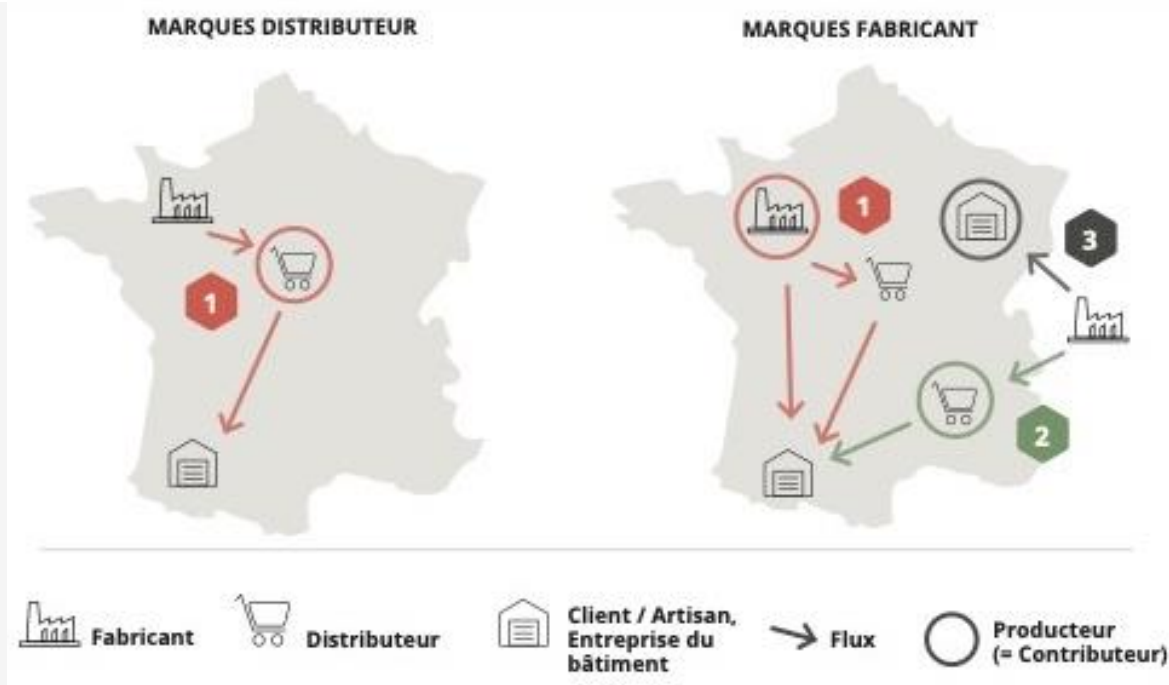 MARQUES DISTRIBUTEUR
MARQUES FABRICANT
1
1
3
2
Fabricant
Distributeur
Client / Artisan,
Entreprise du
bâtiment
Flux
Producteur
(= Contributeur)